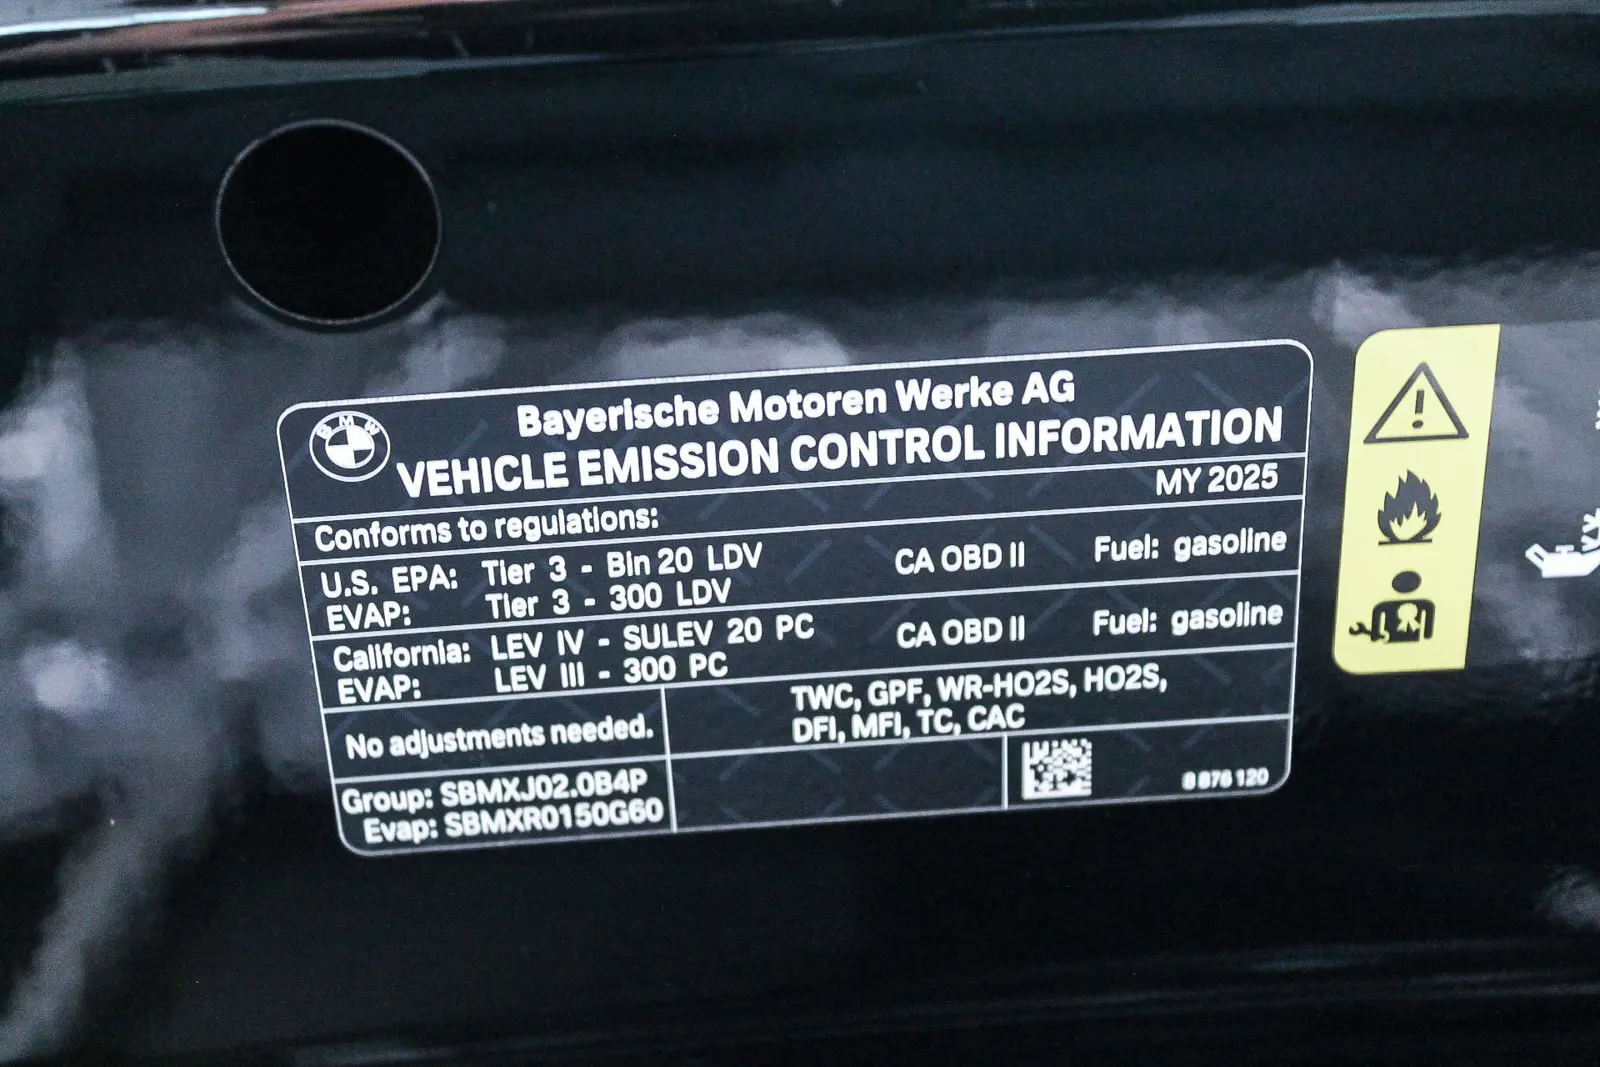 BMW
Bayerische Motoren Werke AG
VEHICLE EMISSION CONTROL INFORMATION
MY 2025
Conforms to regulations:
U.S. EPA: Tier 3 - Bin 20 LDV CA OBD II Fuel: gasoline
EVAP: Tier 3 - 300 LDV
California: LEV IV - SULEV 20 PC CA OBD II Fuel: gasoline
EVAP: LEV III - 300 PC
No adjustments needed.
TWC, GPF, WR-HO2S, HO2S,
DFI, MFI, TC, CAC
Group: SBMXJ02.0B4P
Evap: SBMXR0150G60
8 876 120